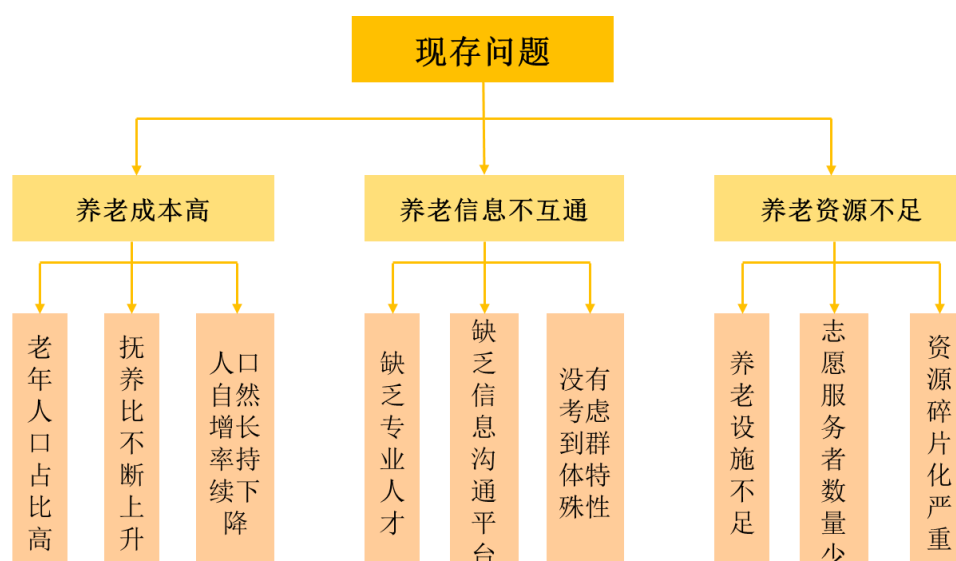 现存问题
养老成本高
养老信息不互通
养老资源不足
老年人口占比高
抚养比不断上升
人口自然增长率持续下降
缺乏专业人才
缺乏信息沟通平台
没有考虑到群体特殊性
养老设施不足
志愿服务者数量少
资源碎片化严重